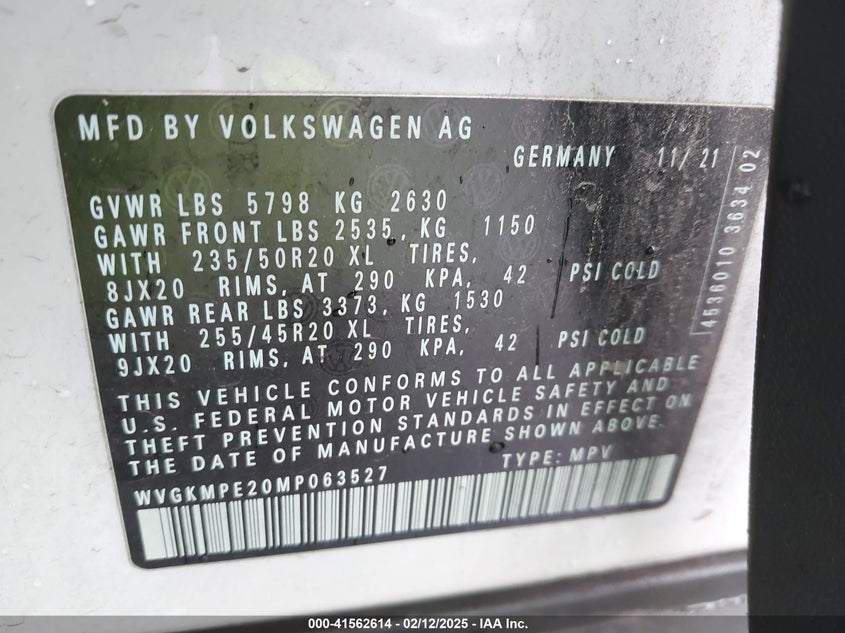 MFD BY VOLKSWAGEN AG
GERMANY 11/21
GVWR LBS 5798 KG 2630
GAWR FRONT LBS 2535, KG 1150
WITH 235/50R20 XL TIRES,
8JX20 RIMS, AT 290 KPA, 42 PSI COLD
GAWR REAR LBS 3373, KG 1530
WITH 255/45R20 XL TIRES,
9JX20 RIMS, AT 290 KPA, 42 PSI COLD
THIS VEHICLE CONFORMS TO ALL APPLICABLE
U.S. FEDERAL MOTOR VEHICLE SAFETY AND
THEFT PREVENTION STANDARDS IN EFFECT ON
THE DATE OF MANUFACTURE SHOWN ABOVE.
WVGKMPE20MP063527 TYPE: MPV
4536010 3634 02
000-41562614 - 02/12/2025 - IAA Inc.